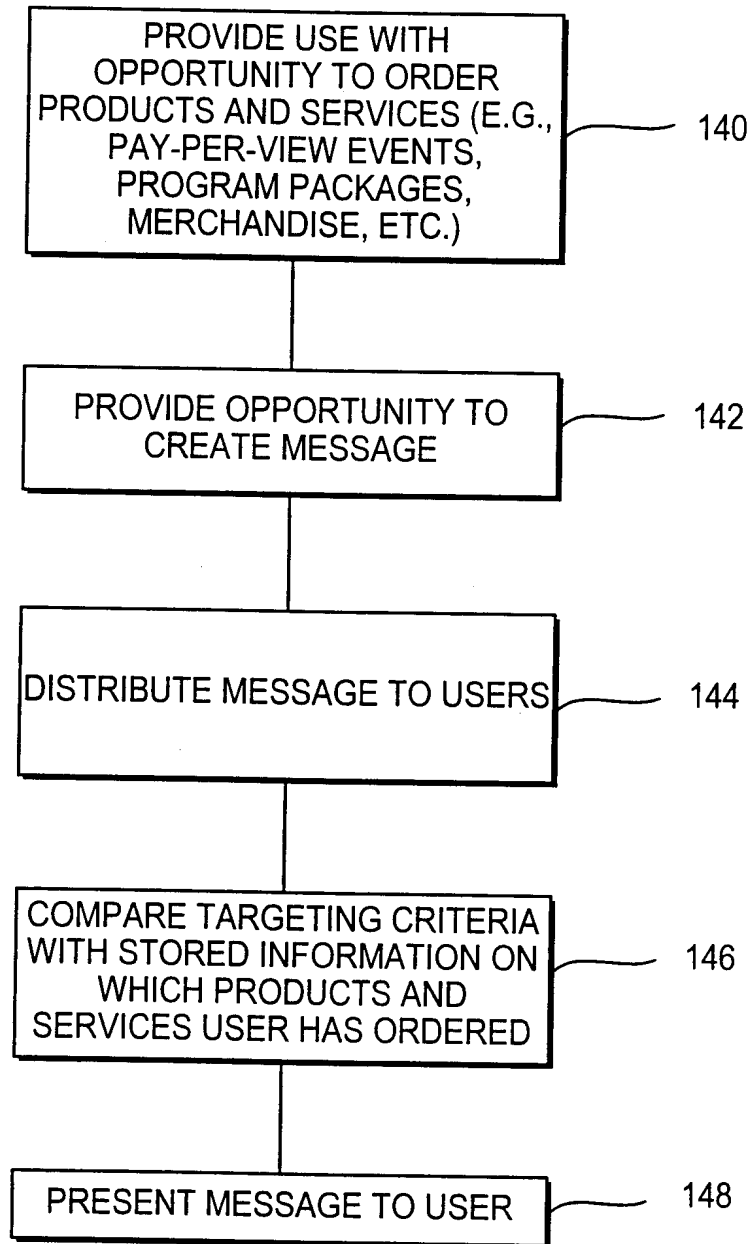 PROVIDE USE WITH
OPPORTUNITY TO ORDER
PRODUCTS AND SERVICES (E.G.,
PAY-PER-VIEW EVENTS,
PROGRAM PACKAGES,
MERCHANDISE, ETC.)
140
PROVIDE OPPORTUNITY TO
CREATE MESSAGE
142
DISTRIBUTE MESSAGE TO USERS
144
COMPARE TARGETING CRITERIA
WITH STORED INFORMATION ON
WHICH PRODUCTS AND
SERVICES USER HAS ORDERED
146
PRESENT MESSAGE TO USER
148